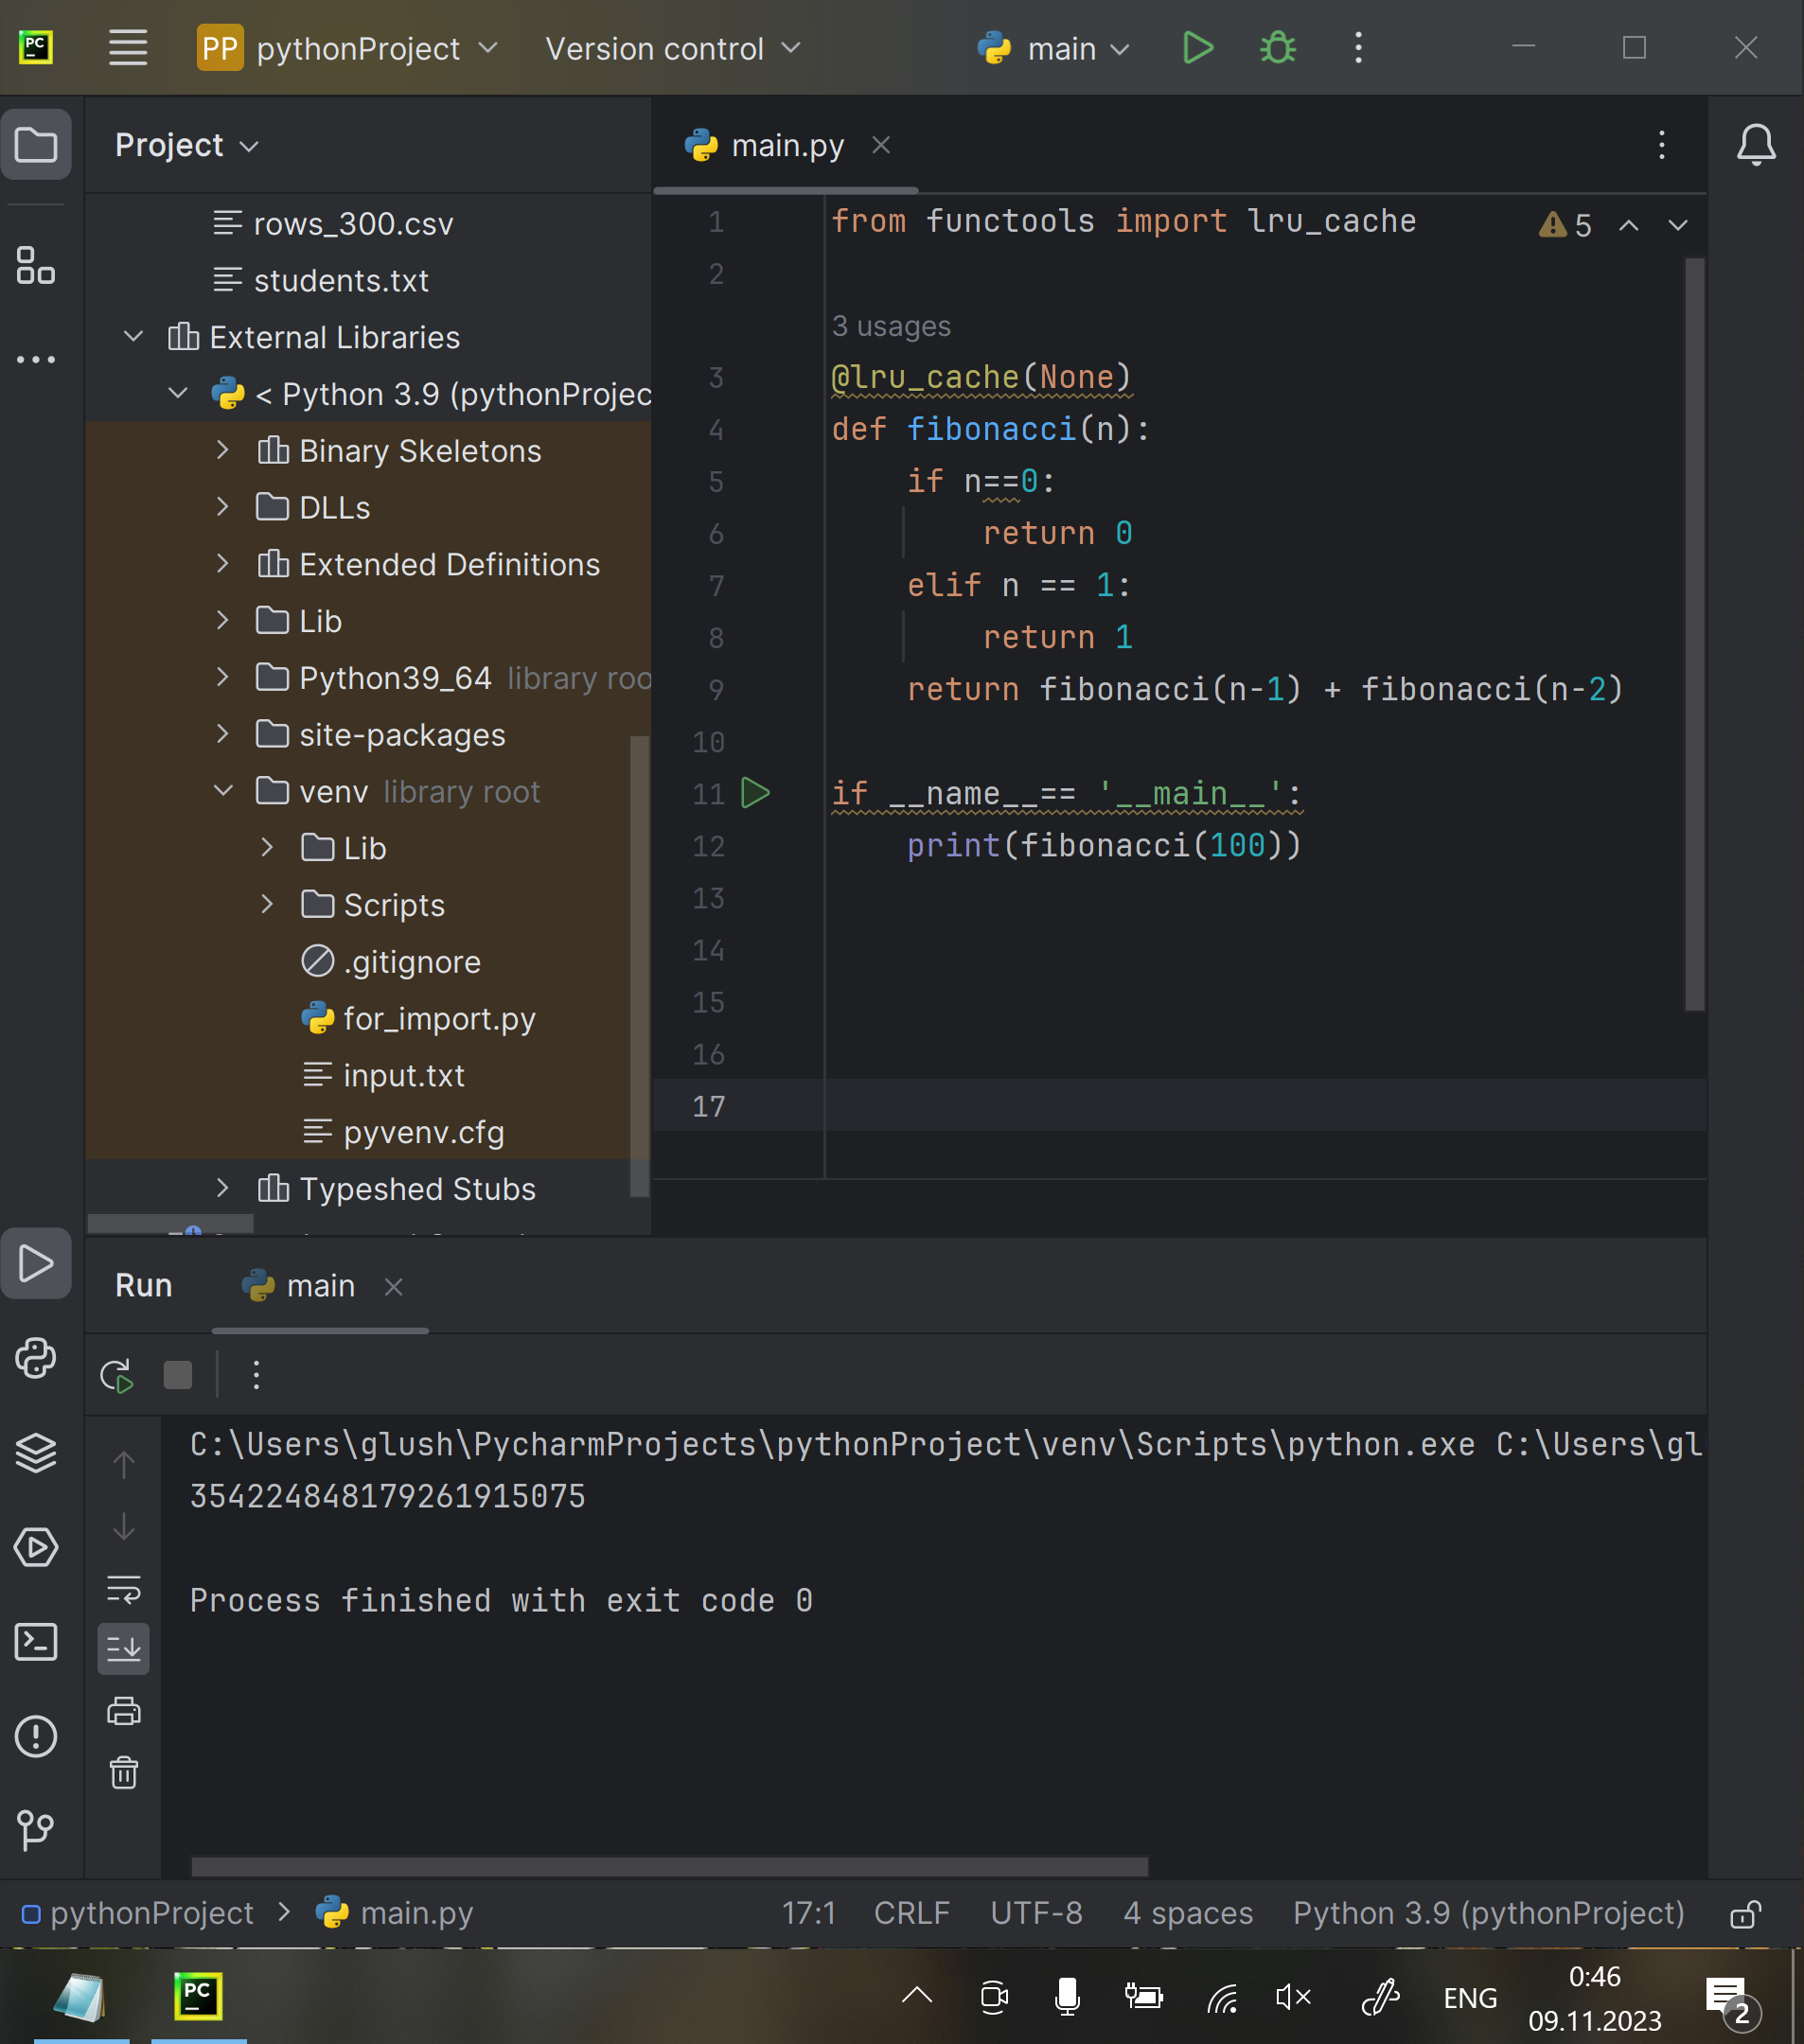 PC
PP pythonProject
Version control
main
Project
rows_300.csv
students.txt
External Libraries
< Python 3.9 (pythonProjec
Binary Skeletons
DLLs
Extended Definitions
Lib
Python39_64 library roo
site-packages
venv library root
Lib
Scripts
.gitignore
for_import.py
input.txt
pyvenv.cfg
Typeshed Stubs
main.py
5
1 from functools import lru_cache
2
3 usages
3 @lru_cache(None)
4 def fibonacci(n):
5 if n==0:
6 return 0
7 elif n == 1:
8 return 1
9 return fibonacci(n-1) + fibonacci(n-2)
10
11 if __name__== '__main__':
12 print(fibonacci(100))
13
14
15
16
17
Run
main
C:\Users\glush\PycharmProjects\pythonProject\venv\Scripts\python.exe C:\Users\gl
354224848179261915075
Process finished with exit code 0
pythonProject > main.py
17:1 CRLF UTF-8 4 spaces Python 3.9 (pythonProject)
PC
ENG
0:46
09.11.2023
2